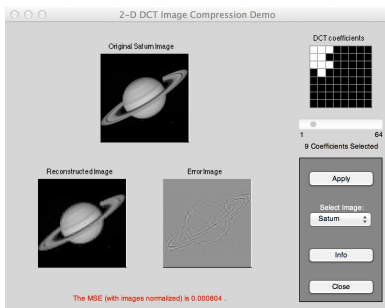 2-D DCT Image Compression Demo
Original Saturn Image
DCT coefficients
1 64
9 Coefficients Selected
Reconstructed Image
Error Image
Apply
Select Image:
Saturn
Info
Close
The MSE (with images normalized) is 0.000804 .